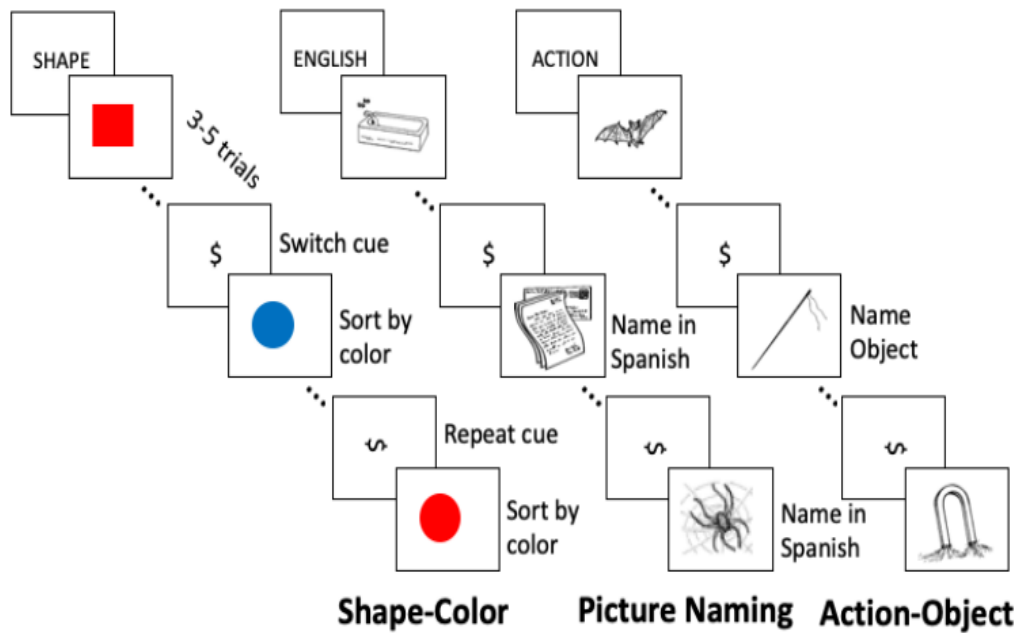 SHAPE
ENGLISH
ACTION
3-5 trials
$
Switch cue
$
$
Sort by
color
Name in
Spanish
Name
Object
$
Repeat cue
$
$
Sort by
color
Name in
Spanish
Shape-Color
Picture Naming
Action-Object